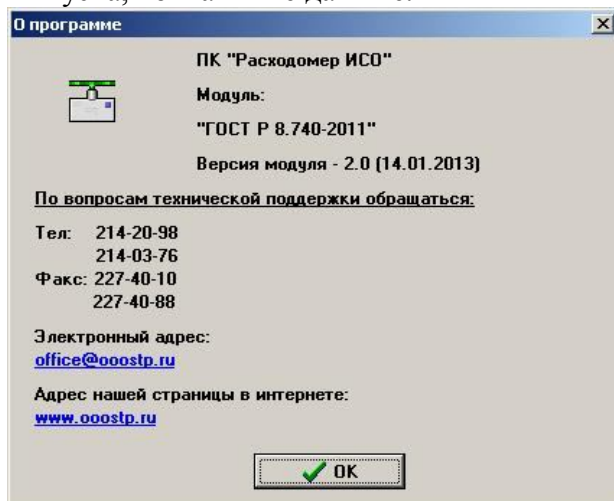 О программе
ПК "Расходомер ИСО"
Модуль:
"ГОСТ Р 8.740-2011"
Версия модуля - 2.0 (14.01.2013)
По вопросам технической поддержки обращаться:
Тел: 214-20-98
214-03-76
Факс: 227-40-10
227-40-88
Электронный адрес:
office@ooostp.ru
Адрес нашей страницы в интернете:
www.ooostp.ru
OK